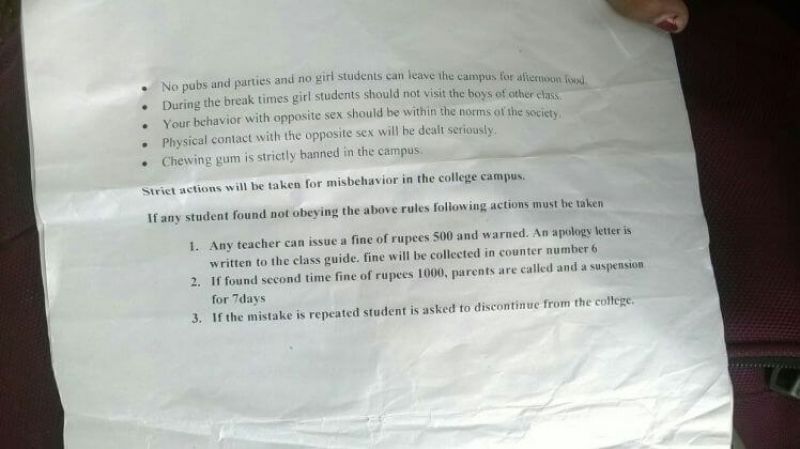 • No pubs and parties and no girl students can leave the campus for afternoon food.
• During the break times girl students should not visit the boys of other class.
• Your behavior with opposite sex should be within the norms of the society.
• Physical contact with the opposite sex will be dealt seriously.
• Chewing gum is strictly banned in the campus.
Strict actions will be taken for misbehavior in the college campus.
If any student found not obeying the above rules following actions must be taken
1. Any teacher can issue a fine of rupees 500 and warned. An apology letter is
written to the class guide. fine will be collected in counter number 6
2. If found second time fine of rupees 1000, parents are called and a suspension
for 7days
3. If the mistake is repeated student is asked to discontinue from the college.